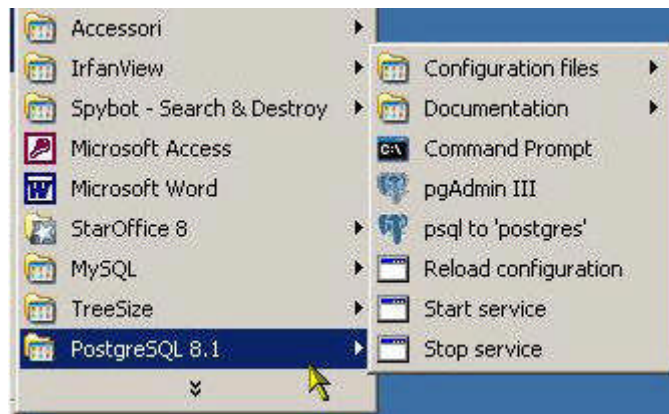 Accessori
IrfanView
Spybot - Search & Destroy
Microsoft Access
Microsoft Word
StarOffice 8
MySQL
TreeSize
PostgreSQL 8.1
Configuration files
Documentation
Command Prompt
pgAdmin III
psql to 'postgres'
Reload configuration
Start service
Stop service